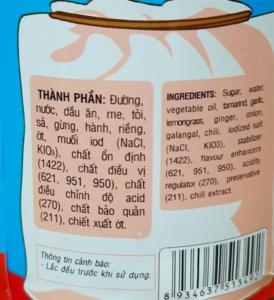 THÀNH PHẦN: Đường,
nước, dầu ăn, me, tỏi,
sả, gừng, hành, riềng,
ớt, muối iod (NaCl,
KIO₃), chất ổn định
(1422), chất điều vị
(621, 951, 950), chất
điều chỉnh độ acid
(270), chất bảo quản
(211), chiết xuất ớt.
Thông tin cảnh báo:
- Lắc đều trước khi sử dụng.
INGREDIENTS: Sugar, water,
vegetable oil, tamarind, garlic,
lemongrass, ginger, onion,
galangal, chili, iodized salt
(NaCl, KIO3), stabilizer
(1422), flavour enhancers
(621, 951, 950), acidity
regulator (270), preservative
(211), chili extract.
8 934637 513492